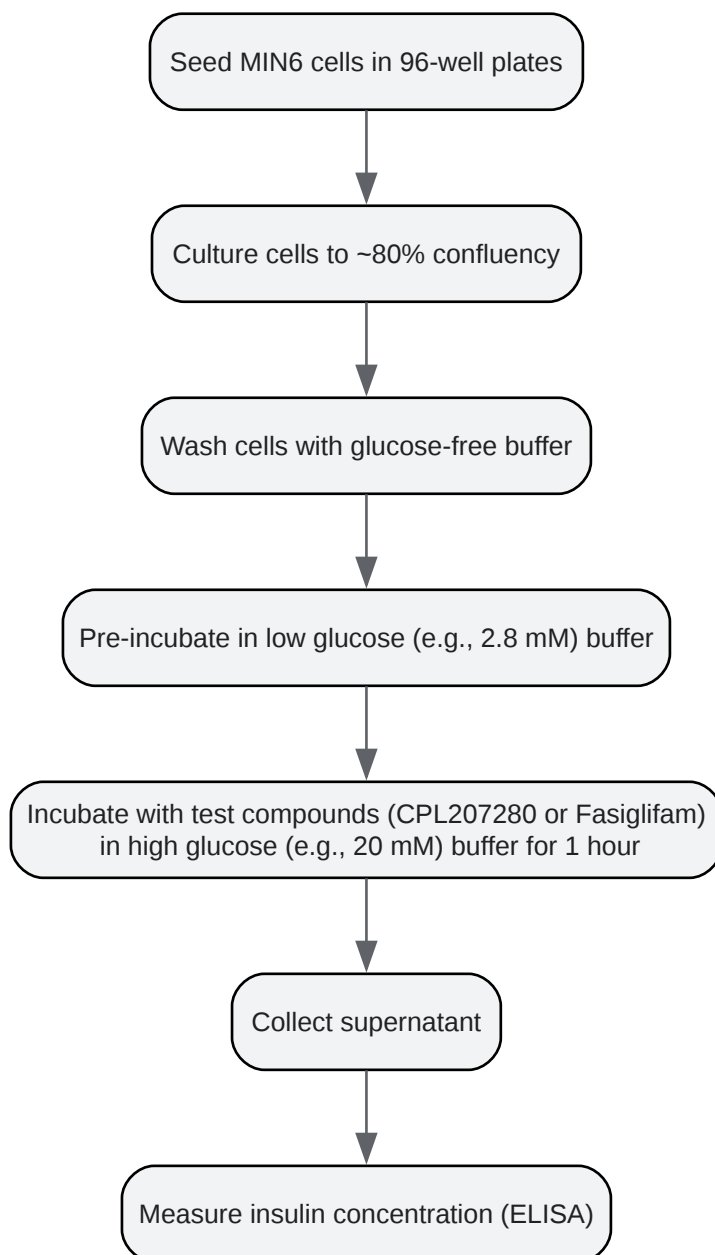 Seed MIN6 cells in 96-well plates
Culture cells to ~80% confluency
Wash cells with glucose-free buffer
Pre-incubate in low glucose (e.g., 2.8 mM) buffer
Incubate with test compounds (CPL207280 or Fasiglifam)
in high glucose (e.g., 20 mM) buffer for 1 hour
Collect supernatant
Measure insulin concentration (ELISA)